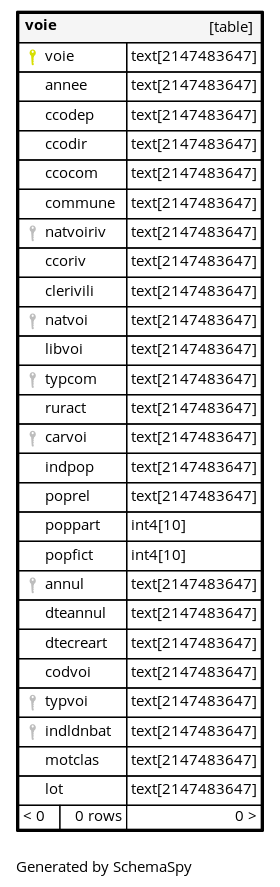 voie [table]
voie text[2147483647]
annee text[2147483647]
ccodep text[2147483647]
ccodir text[2147483647]
ccocom text[2147483647]
commune text[2147483647]
natvoiriv text[2147483647]
ccoriv text[2147483647]
clerivili text[2147483647]
natvoi text[2147483647]
libvoi text[2147483647]
typcom text[2147483647]
ruract text[2147483647]
carvoi text[2147483647]
indpop text[2147483647]
poprel text[2147483647]
poppart int4[10]
popfict int4[10]
annul text[2147483647]
dteannul text[2147483647]
dtecreart text[2147483647]
codvoi text[2147483647]
typvoi text[2147483647]
indldnbat text[2147483647]
motclas text[2147483647]
lot text[2147483647]
< 0 0 rows 0 >
Generated by SchemaSpy